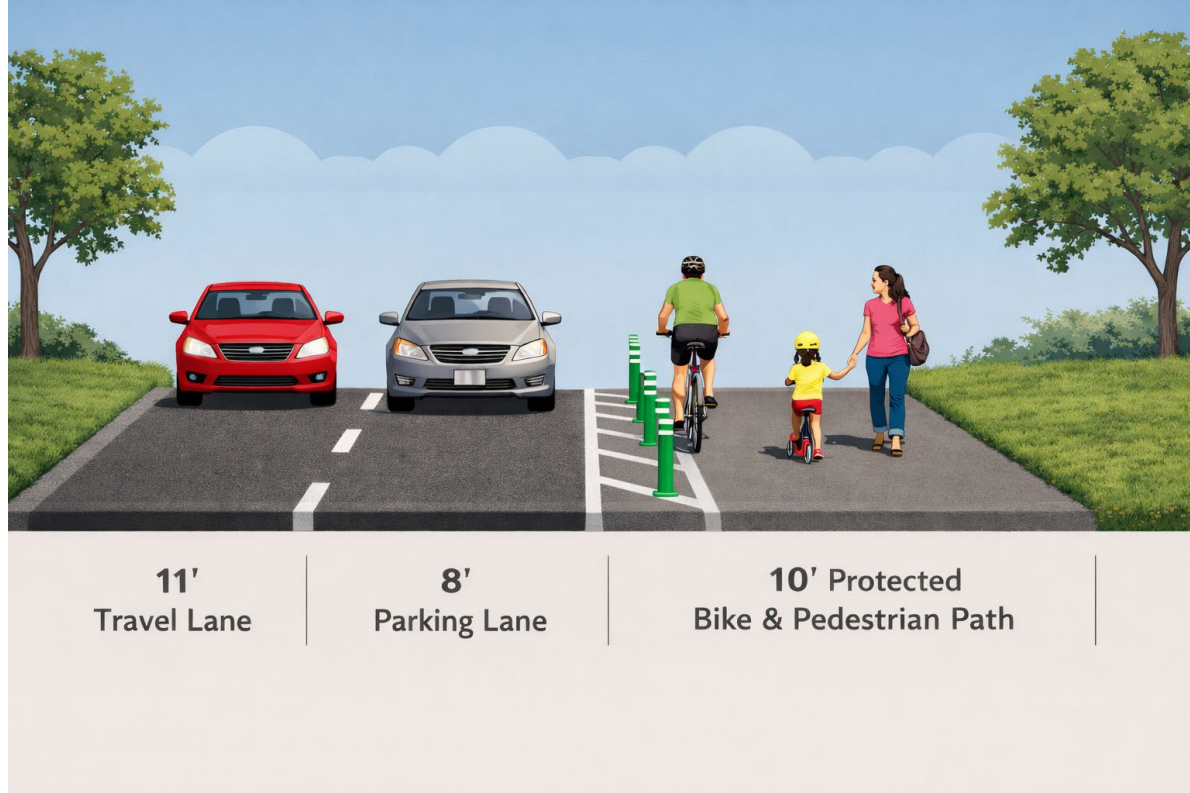 11'
Travel Lane
8'
Parking Lane
10' Protected
Bike & Pedestrian Path